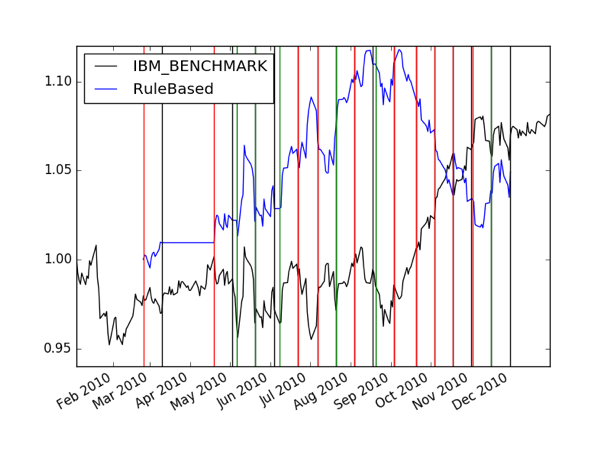 IBM_BENCHMARK
RuleBased
1.10
1.05
1.00
0.95
Feb 2010
Mar 2010
Apr 2010
May 2010
Jun 2010
Jul 2010
Aug 2010
Sep 2010
Oct 2010
Nov 2010
Dec 2010